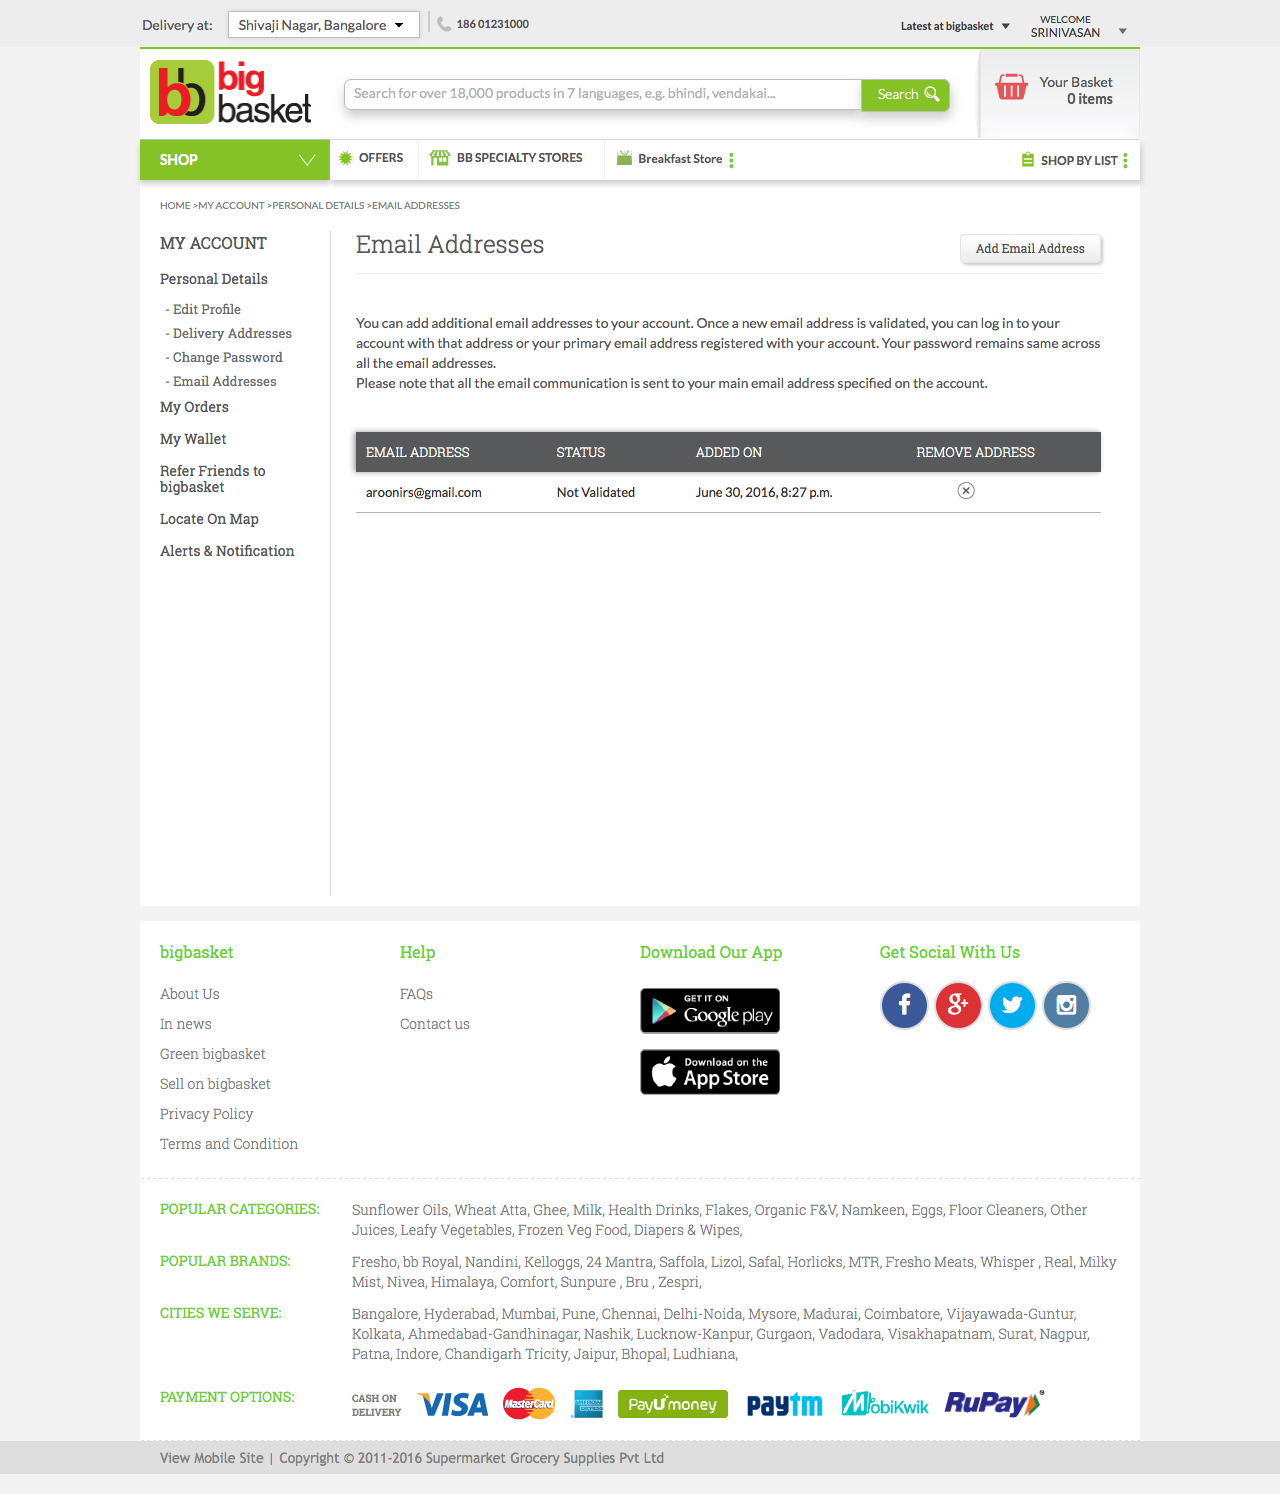 Delivery at: Shivaji Nagar, Bangalore 186 01231000 Latest at bigbasket WELCOME
SRINIVASAN
bb big
basket
Search for over 18,000 products in 7 languages, e.g. bhindi, vendakai... Search
Your Basket
0 items
SHOP OFFERS BB SPECIALTY STORES Breakfast Store SHOP BY LIST
HOME >MY ACCOUNT >PERSONAL DETAILS >EMAIL ADDRESSES
MY ACCOUNT
Personal Details
- Edit Profile
- Delivery Addresses
- Change Password
- Email Addresses
My Orders
My Wallet
Refer Friends to
bigbasket
Locate On Map
Alerts & Notification
Email Addresses
Add Email Address
You can add additional email addresses to your account. Once a new email address is validated, you can log in to your
account with that address or your primary email address registered with your account. Your password remains same across
all the email addresses.
Please note that all the email communication is sent to your main email address specified on the account.
EMAIL ADDRESS STATUS ADDED ON REMOVE ADDRESS
aroonirs@gmail.com Not Validated June 30, 2016, 8:27 p.m.
bigbasket
About Us
In news
Green bigbasket
Sell on bigbasket
Privacy Policy
Terms and Condition
Help
FAQs
Contact us
Download Our App
GET IT ON
Google play
Download on the
App Store
Get Social With Us
f g+
POPULAR CATEGORIES: Sunflower Oils, Wheat Atta, Ghee, Milk, Health Drinks, Flakes, Organic F&V, Namkeen, Eggs, Floor Cleaners, Other
Juices, Leafy Vegetables, Frozen Veg Food, Diapers & Wipes,
POPULAR BRANDS: Fresho, bb Royal, Nandini, Kelloggs, 24 Mantra, Saffola, Lizol, Safal, Horlicks, MTR, Fresho Meats, Whisper , Real, Milky
Mist, Nivea, Himalaya, Comfort, Sunpure , Bru , Zespri,
CITIES WE SERVE: Bangalore, Hyderabad, Mumbai, Pune, Chennai, Delhi-Noida, Mysore, Madurai, Coimbatore, Vijayawada-Guntur,
Kolkata, Ahmedabad-Gandhinagar, Nashik, Lucknow-Kanpur, Gurgaon, Vadodara, Visakhapatnam, Surat, Nagpur,
Patna, Indore, Chandigarh Tricity, Jaipur, Bhopal, Ludhiana,
PAYMENT OPTIONS: CASH ON
DELIVERY VISA MasterCard AMERICAN EXPRESS PayUmoney paytm MobiKwik RuPay
View Mobile Site | Copyright © 2011-2016 Supermarket Grocery Supplies Pvt Ltd